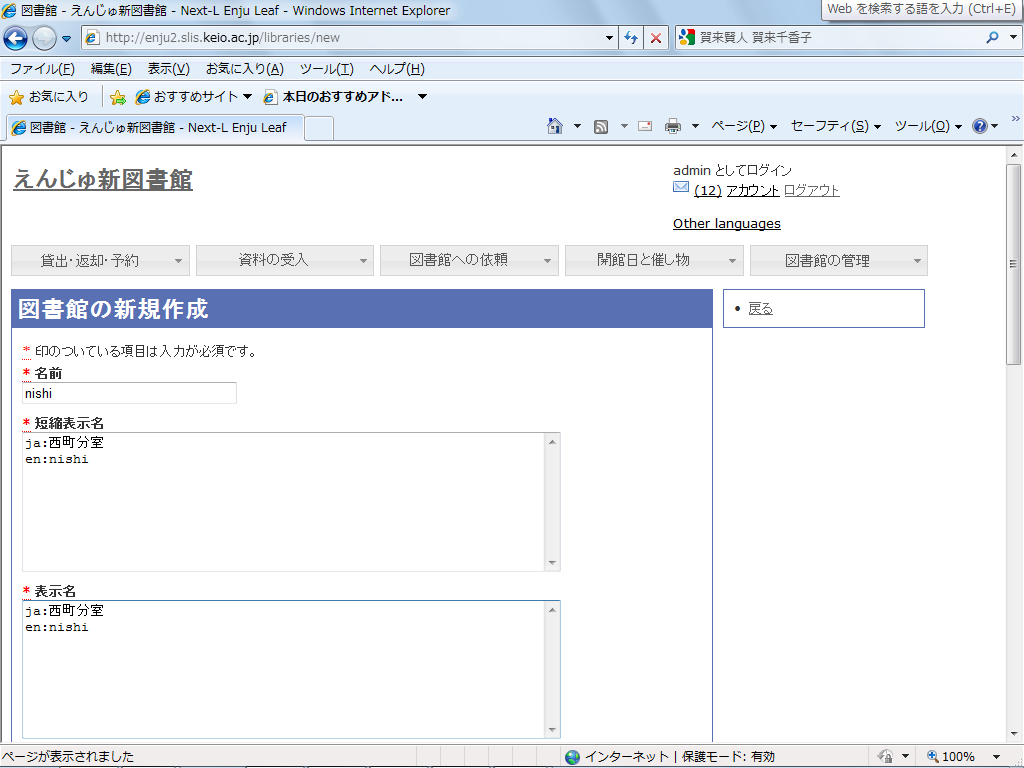 図書館 - えんじゅ新図書館 - Next-L Enju Leaf - Windows Internet Explorer
Web を検索する語を入力 (Ctrl+E)
http://enju2.slis.keio.ac.jp/libraries/new
賀来賢人 賀来千香子
ファイル(F) 編集(E) 表示(V) お気に入り(A) ツール(T) ヘルプ(H)
お気に入り おすすめサイト 本日のおすすめアド...
図書館 - えんじゅ新図書館 - Next-L Enju Leaf
ページ(P) セーフティ(S) ツール(O)
えんじゅ新図書館
admin としてログイン
(12) アカウント ログアウト
Other languages
貸出・返却・予約 資料の受入 図書館への依頼 開館日と催し物 図書館の管理
図書館の新規作成
• 戻る
* 印のついている項目は入力が必須です。
* 名前
nishi
* 短縮表示名
ja:西町分室
en:nishi
* 表示名
ja:西町分室
en:nishi
ページが表示されました
インターネット | 保護モード: 有効
100%